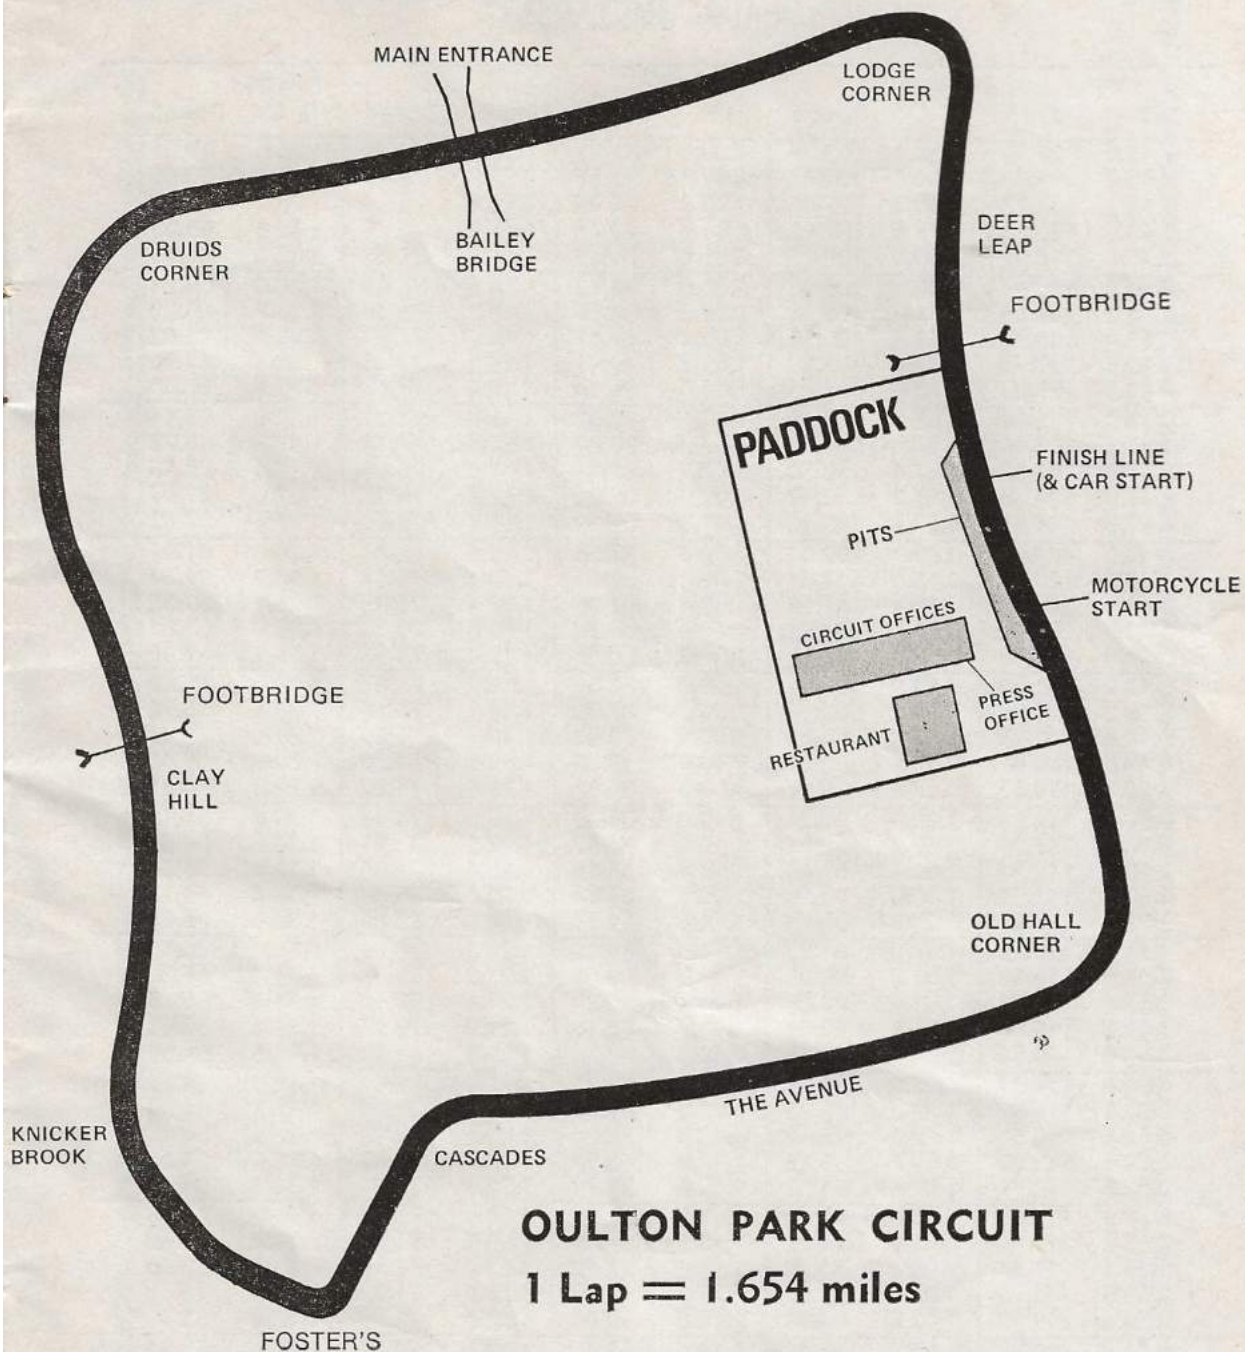 MAIN ENTRANCE
LODGE
CORNER
DRUIDS
CORNER
BAILEY
BRIDGE
DEER
LEAP
FOOTBRIDGE
PADDOCK
FINISH LINE
(& CAR START)
PITS
MOTORCYCLE
START
CIRCUIT OFFICES
PRESS
OFFICE
RESTAURANT
FOOTBRIDGE
CLAY
HILL
OLD HALL
CORNER
THE AVENUE
KNICKER
BROOK
CASCADES
OULTON PARK CIRCUIT
1 Lap = 1.654 miles
FOSTER'S